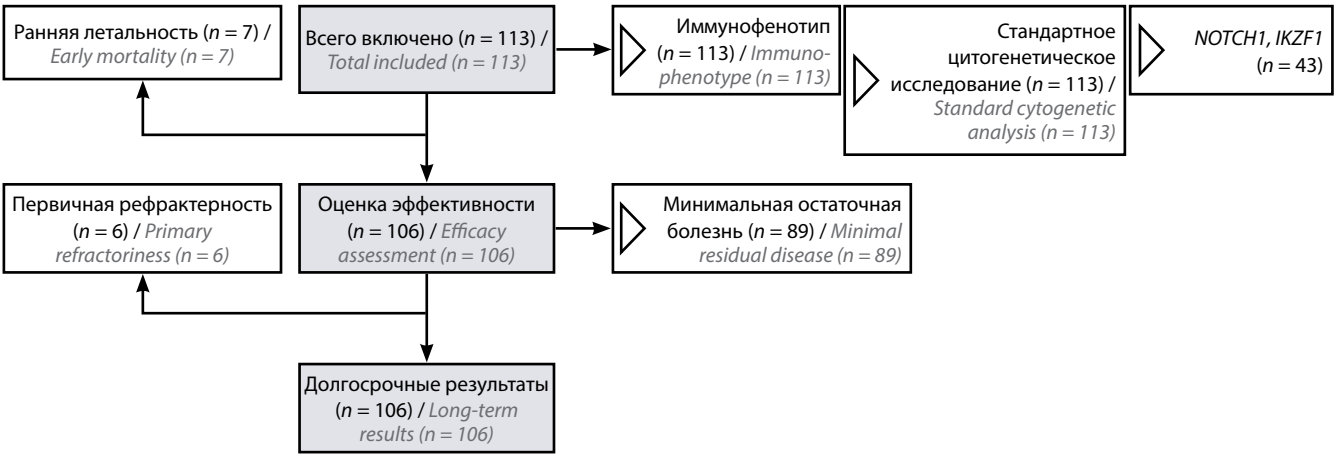 Ранняя летальность (n = 7) /
Early mortality (n = 7)
Всего включено (n = 113) /
Total included (n = 113)
Иммунофенотип
(n = 113) / Immuno-
phenotype (n = 113)
Стандартное
цитогенетическое
исследование (n = 113) /
Standard cytogenetic
analysis (n = 113)
NOTCH1, IKZF1
(n = 43)
Первичная рефрактерность
(n = 6) / Primary
refractoriness (n = 6)
Оценка эффективности
(n = 106) / Efficacy
assessment (n = 106)
Минимальная остаточная
болезнь (n = 89) / Minimal
residual disease (n = 89)
Долгосрочные результаты
(n = 106) / Long-term
results (n = 106)